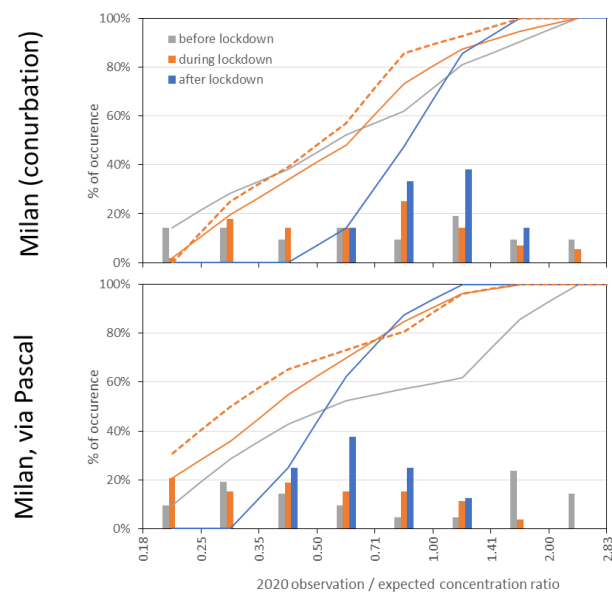 Milan (conurbation)
% of occurence
100%
80%
60%
40%
20%
0%
before lockdown
during lockdown
after lockdown
Milan, via Pascal
% of occurence
100%
80%
60%
40%
20%
0%
0.18 0.25 0.35 0.50 0.71 1.00 1.41 2.00 2.83
2020 observation / expected concentration ratio